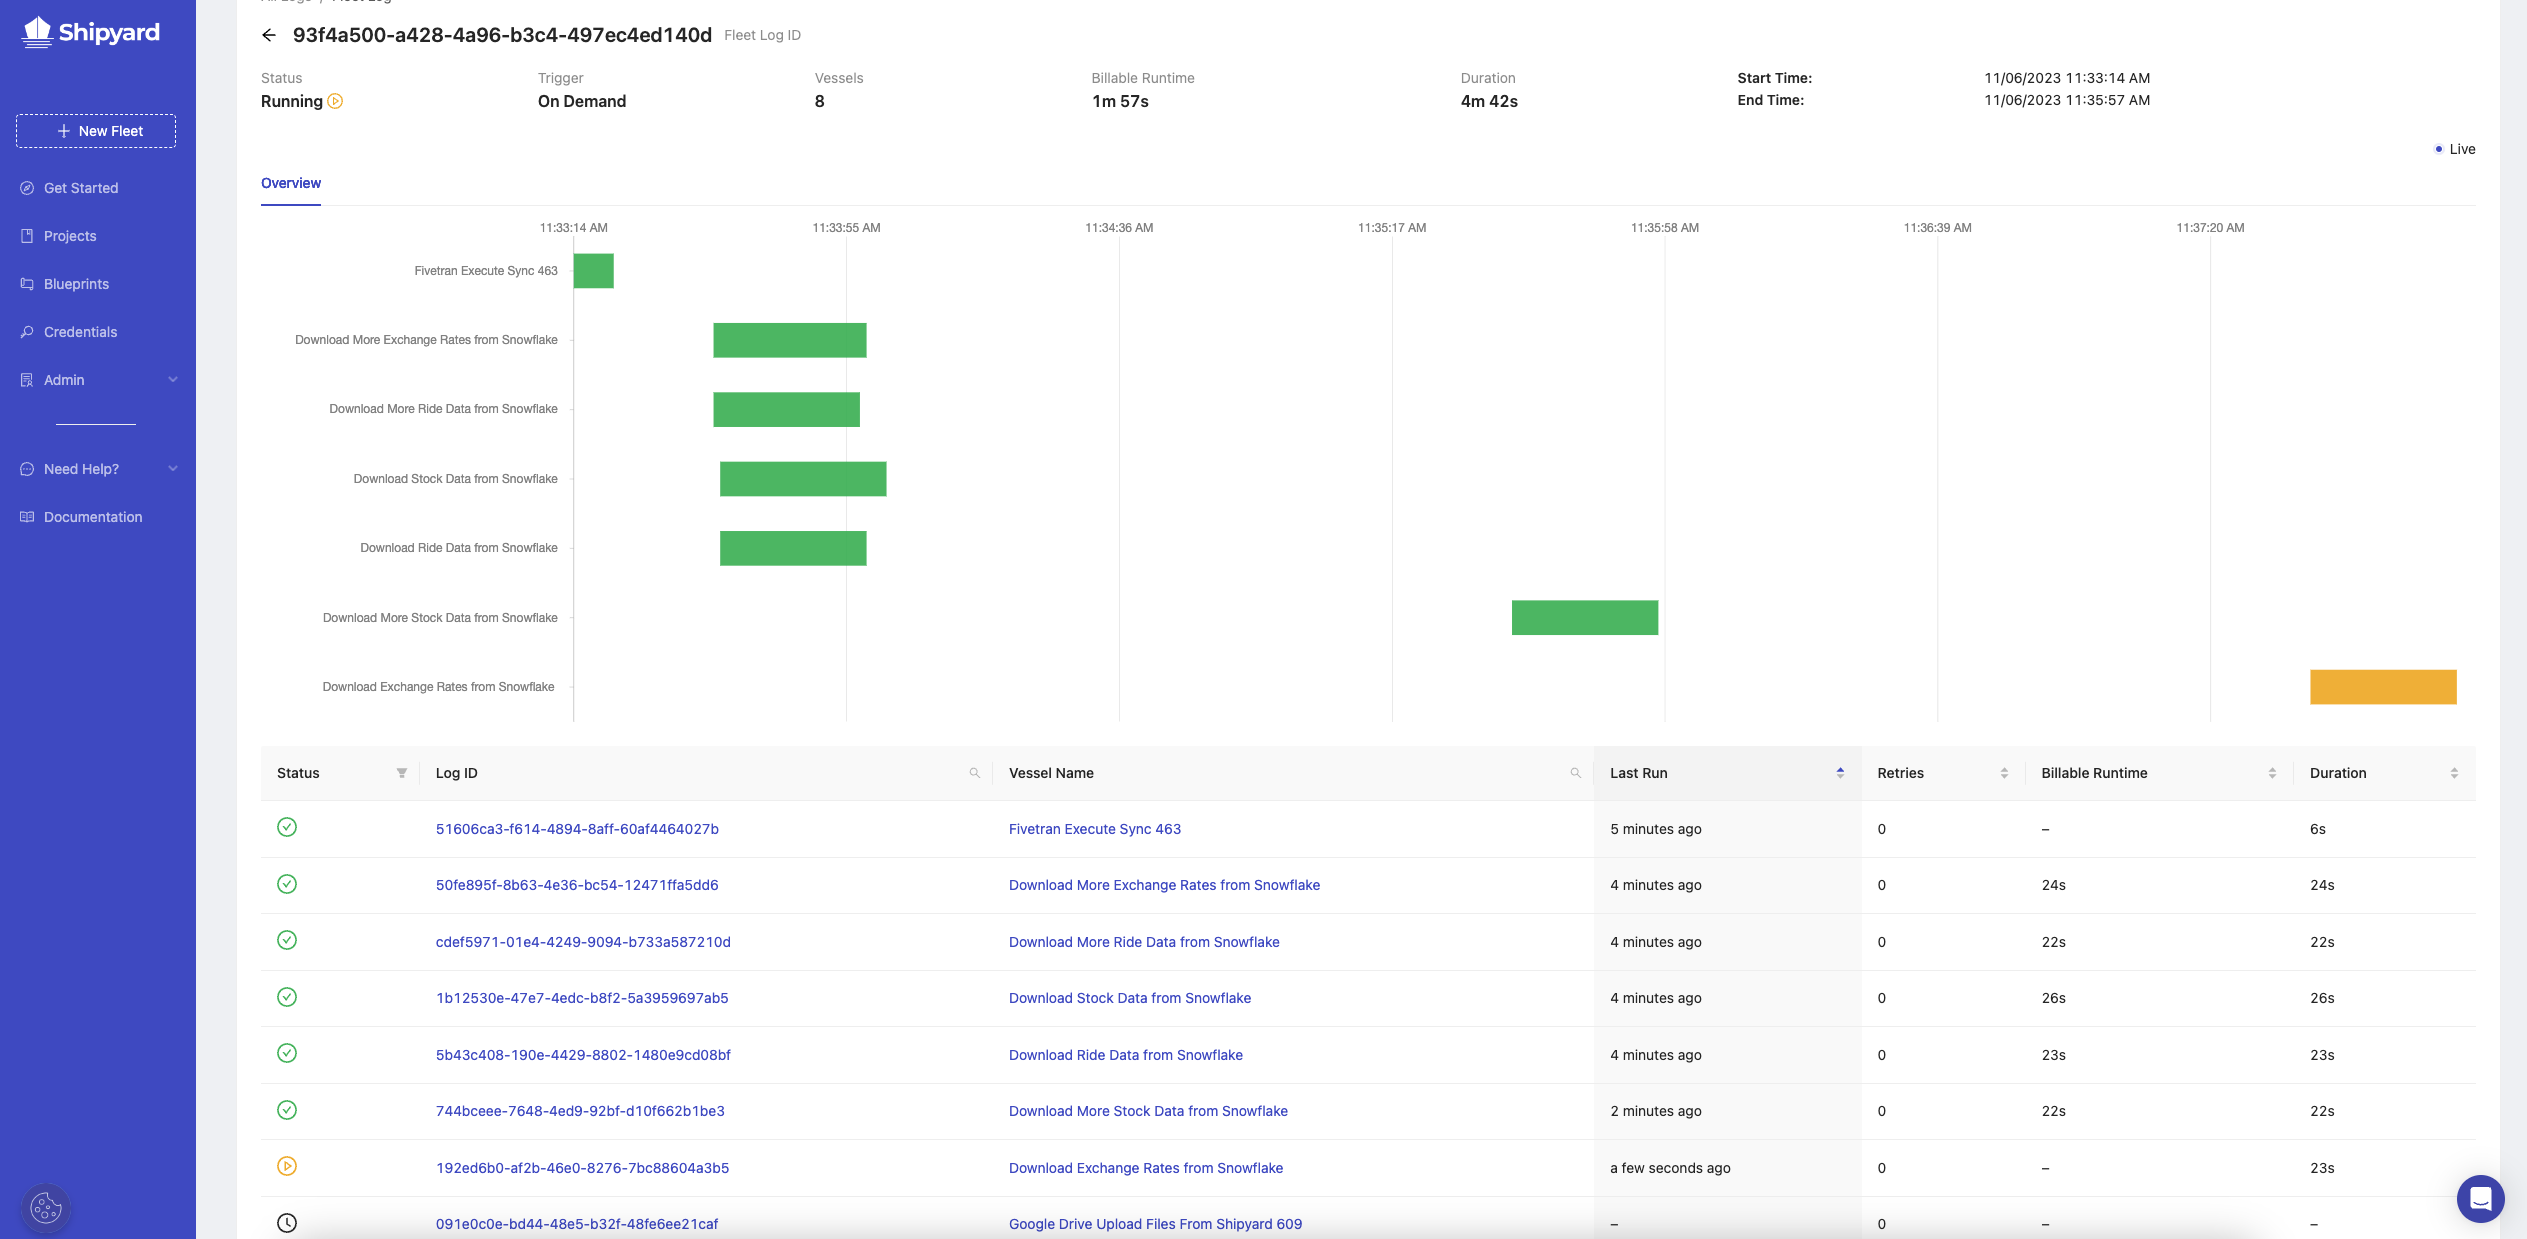 Shipyard
New Fleet
Get Started
Projects
Blueprints
Credentials
Admin
Need Help?
Documentation
93f4a500-a428-4a96-b3c4-497ec4ed140d Fleet Log ID
Status Trigger Vessels Billable Runtime Duration Start Time: 11/06/2023 11:33:14 AM
Running On Demand 8 1m 57s 4m 42s End Time: 11/06/2023 11:35:57 AM
Live
Overview
11:33:14 AM 11:33:55 AM 11:34:36 AM 11:35:17 AM 11:35:58 AM 11:36:39 AM 11:37:20 AM
Fivetran Execute Sync 463
Download More Exchange Rates from Snowflake
Download More Ride Data from Snowflake
Download Stock Data from Snowflake
Download Ride Data from Snowflake
Download More Stock Data from Snowflake
Download Exchange Rates from Snowflake
Status Log ID Vessel Name Last Run Retries Billable Runtime Duration
51606ca3-f614-4894-8aff-60af4464027b Fivetran Execute Sync 463 5 minutes ago 0 – 6s
50fe895f-8b63-4e36-bc54-12471ffa5dd6 Download More Exchange Rates from Snowflake 4 minutes ago 0 24s 24s
cdef5971-01e4-4249-9094-b733a587210d Download More Ride Data from Snowflake 4 minutes ago 0 22s 22s
1b12530e-47e7-4edc-b8f2-5a3959697ab5 Download Stock Data from Snowflake 4 minutes ago 0 26s 26s
5b43c408-190e-4429-8802-1480e9cd08bf Download Ride Data from Snowflake 4 minutes ago 0 23s 23s
744bceee-7648-4ed9-92bf-d10f662b1be3 Download More Stock Data from Snowflake 2 minutes ago 0 22s 22s
192ed6b0-af2b-46e0-8276-7bc88604a3b5 Download Exchange Rates from Snowflake a few seconds ago 0 – 23s
091e0c0e-bd44-48e5-b32f-48fe6ee21caf Google Drive Upload Files From Shipyard 609 – 0 – –